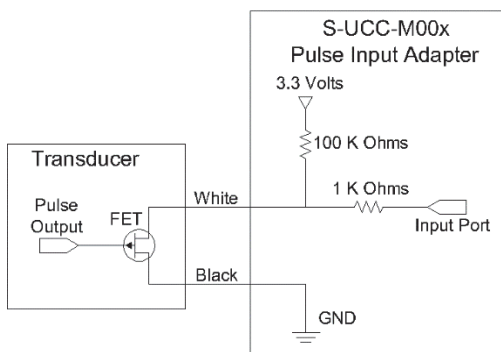 S-UCC-M00x
Pulse Input Adapter
3.3 Volts
100 K Ohms
Transducer
1 K Ohms
White
Pulse
Output
FET
Input Port
Black
GND